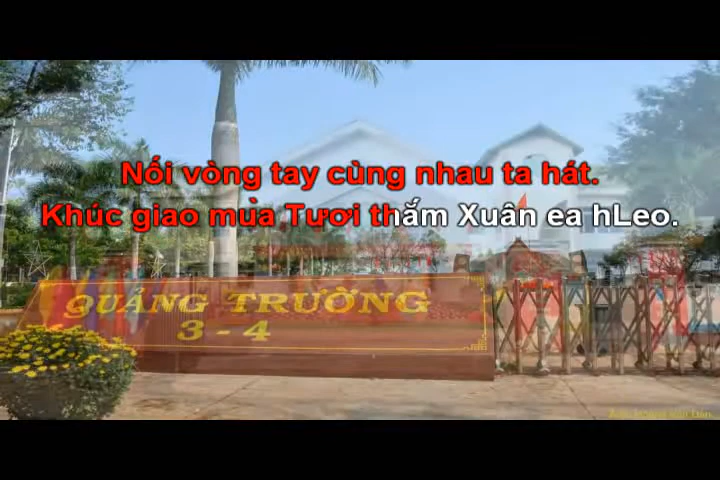 Nối vòng tay cùng nhau ta hát.
Khúc giao mùa Tươi thắm Xuân ea hLeo.
QUẢNG TRƯỜNG
3 - 4